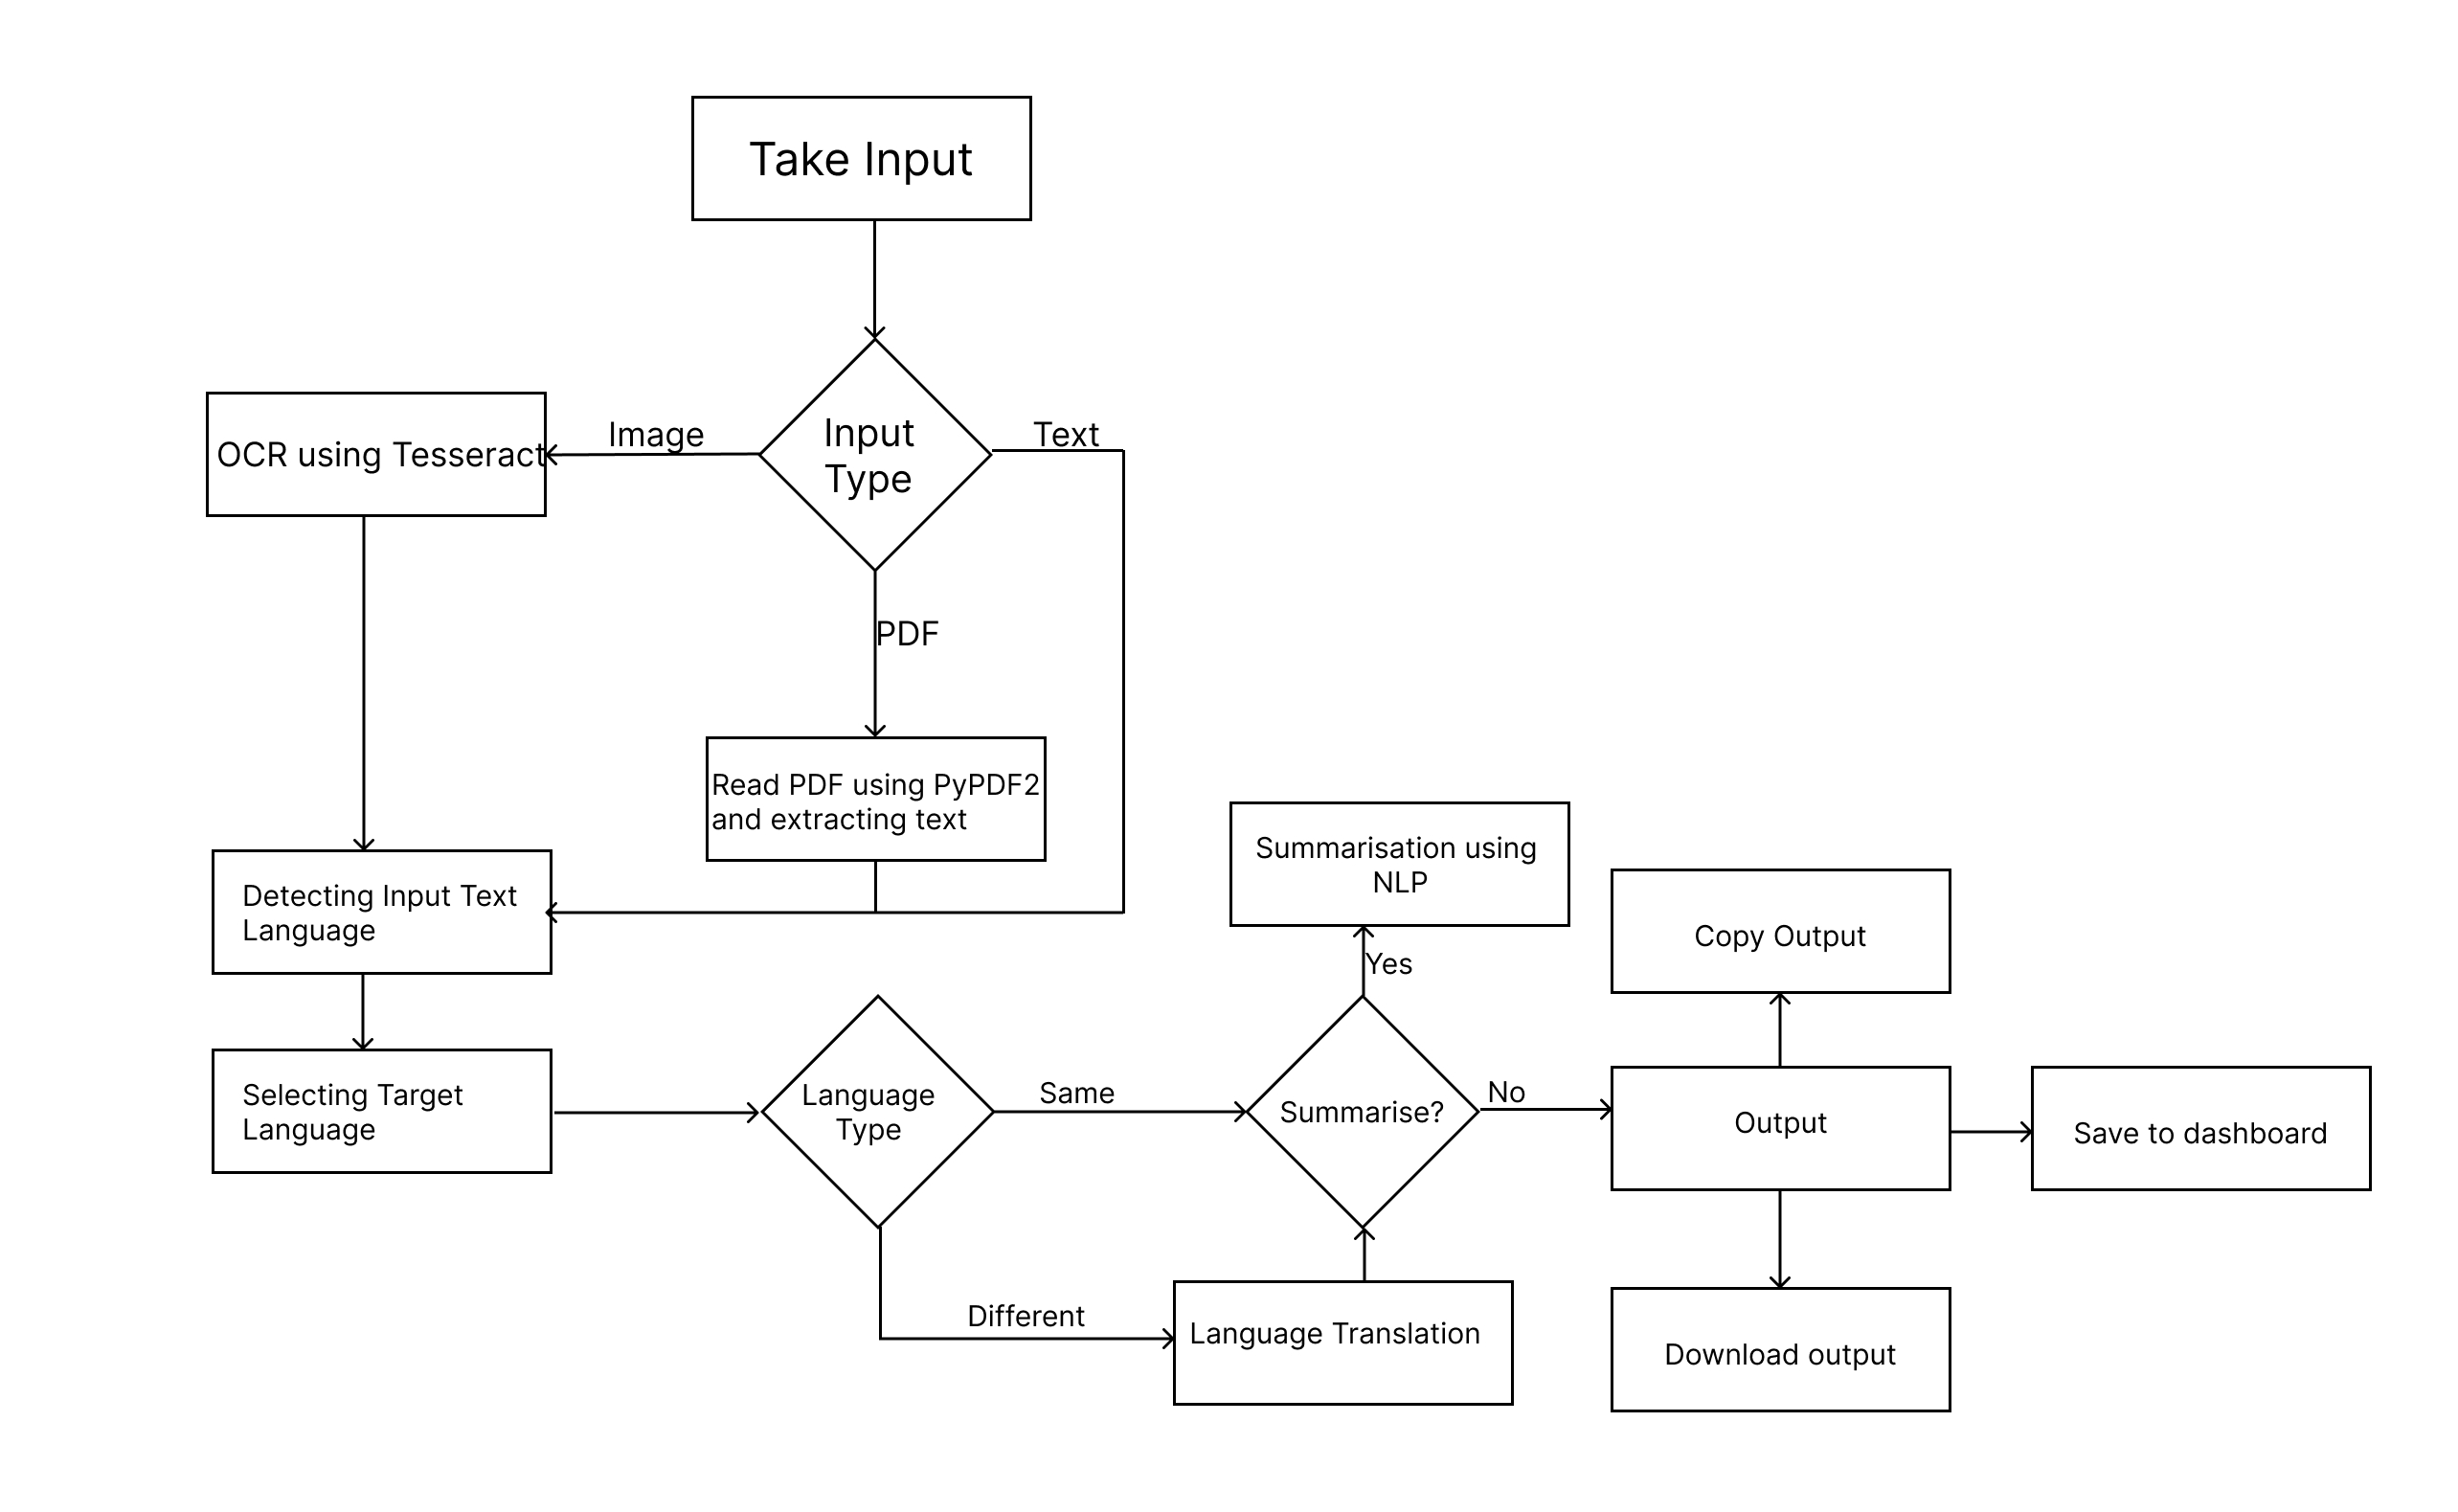 Take Input
Input
Type
Image
Text
OCR using Tesseract
PDF
Read PDF using PyPDF2
and extracting text
Detecting Input Text
Language
Selecting Target
Language
Language
Type
Same
Different
Language Translation
Summarise?
Yes
Summarisation using
NLP
No
Output
Copy Output
Save to dashboard
Download output